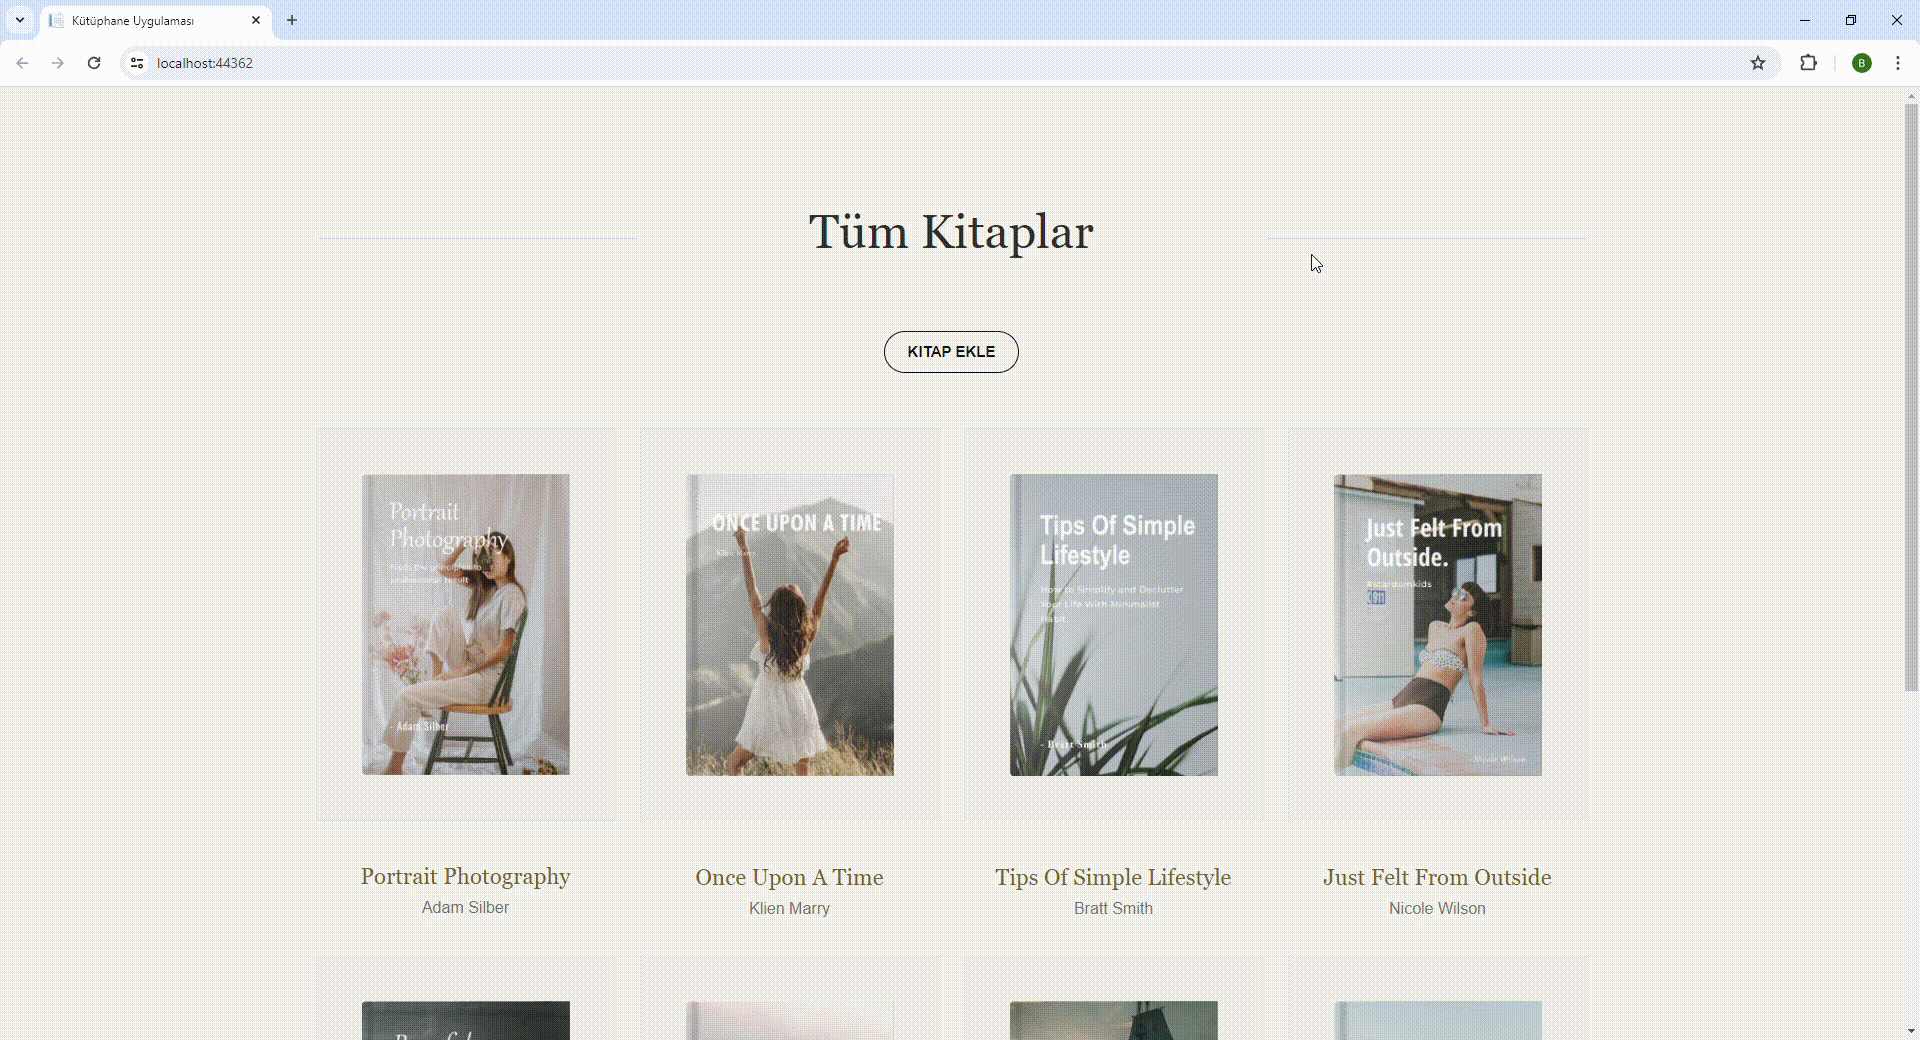 Kütüphane Uygulaması
localhost:44362
B
Tüm Kitaplar
KITAP EKLE
Portrait
Photography
- Adam Silber
ONCE UPON A TIME
Klien Marry
Tips Of Simple
Lifestyle
How to Simplify and Declutter
Your Life With Minimalist
Habit.
- Bratt Smith
Just Felt From
Outside.
#stardomkids
Nicole Wilson
Portrait Photography
Adam Silber
Once Upon A Time
Klien Marry
Tips Of Simple Lifestyle
Bratt Smith
Just Felt From Outside
Nicole Wilson